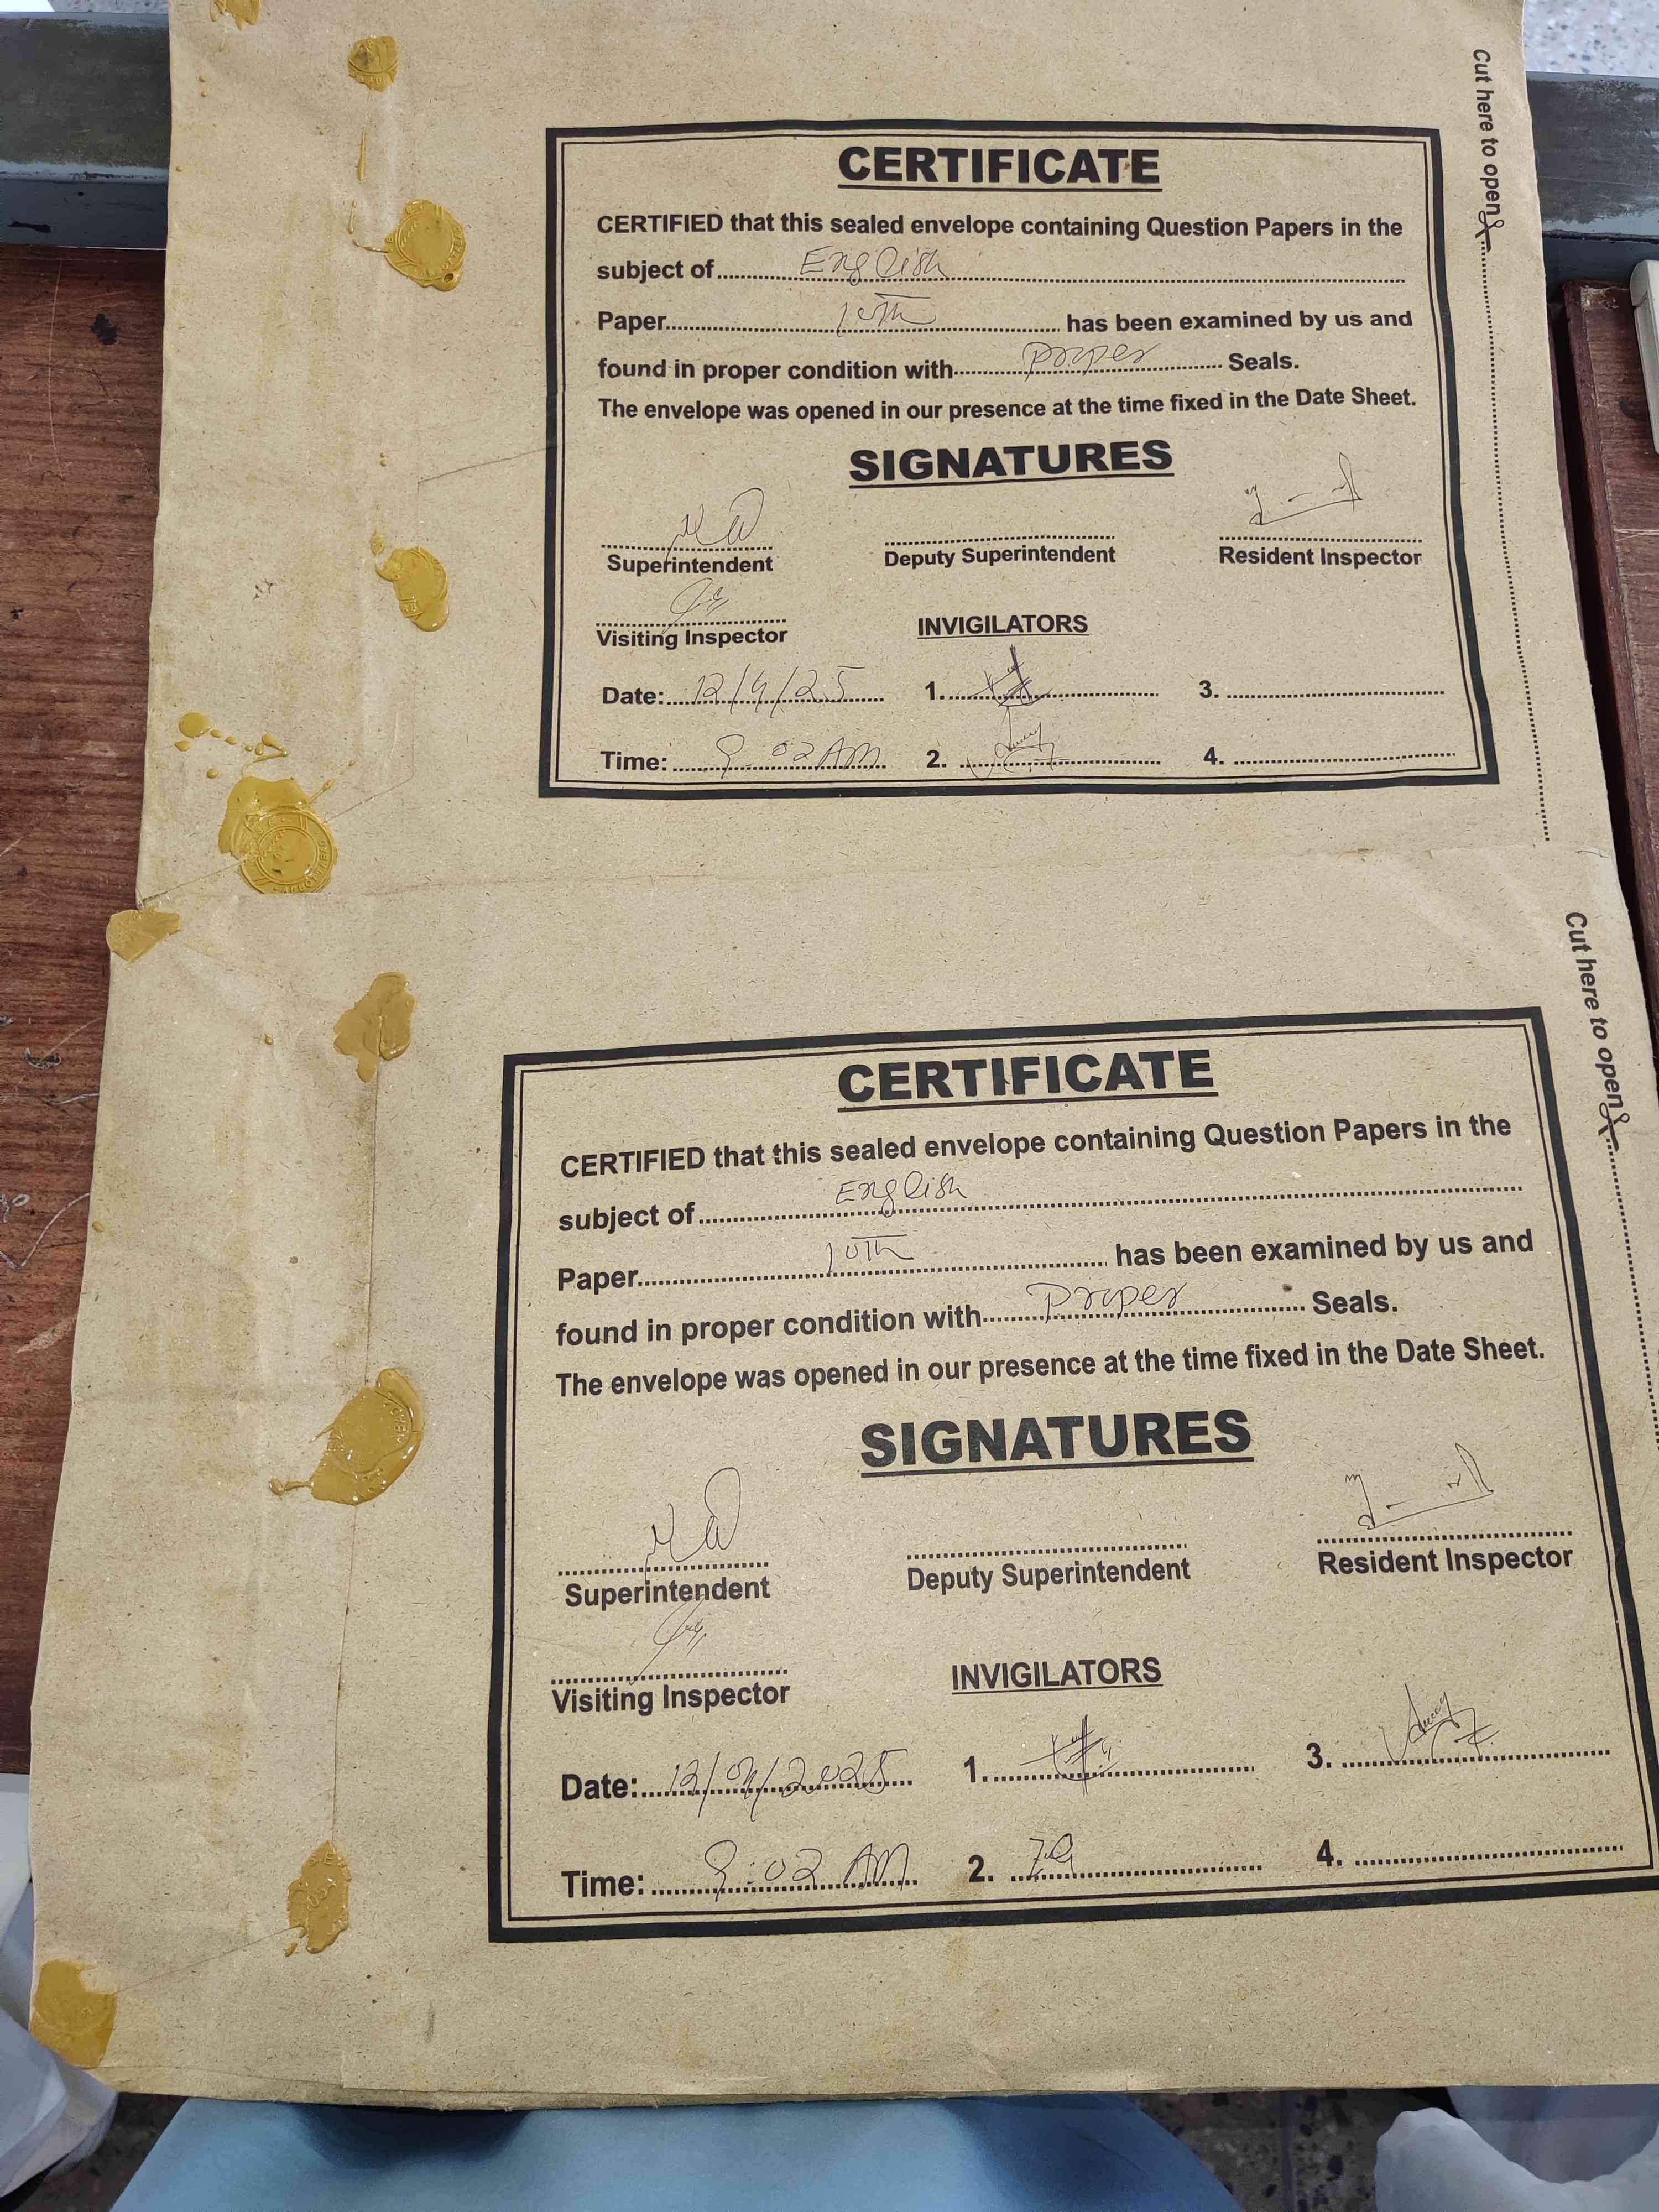 Cut here to open
CERTIFICATE
CERTIFIED that this sealed envelope containing Question Papers in the
subject of English
Paper 10th has been examined by us and
found in proper condition with proper Seals.
The envelope was opened in our presence at the time fixed in the Date Sheet.
SIGNATURES
Superintendent Deputy Superintendent Resident Inspector
Visiting Inspector INVIGILATORS
Date: 12/9/25 1. 3.
Time: 9:02 AM 2. 4.
Cut here to open
CERTIFICATE
CERTIFIED that this sealed envelope containing Question Papers in the
subject of English
Paper 10th has been examined by us and
found in proper condition with Proper Seals.
The envelope was opened in our presence at the time fixed in the Date Sheet.
SIGNATURES
Superintendent Deputy Superintendent Resident Inspector
Visiting Inspector INVIGILATORS
Date: 12/09/2025 1. 3.
Time: 9:02 AM 2. 4.